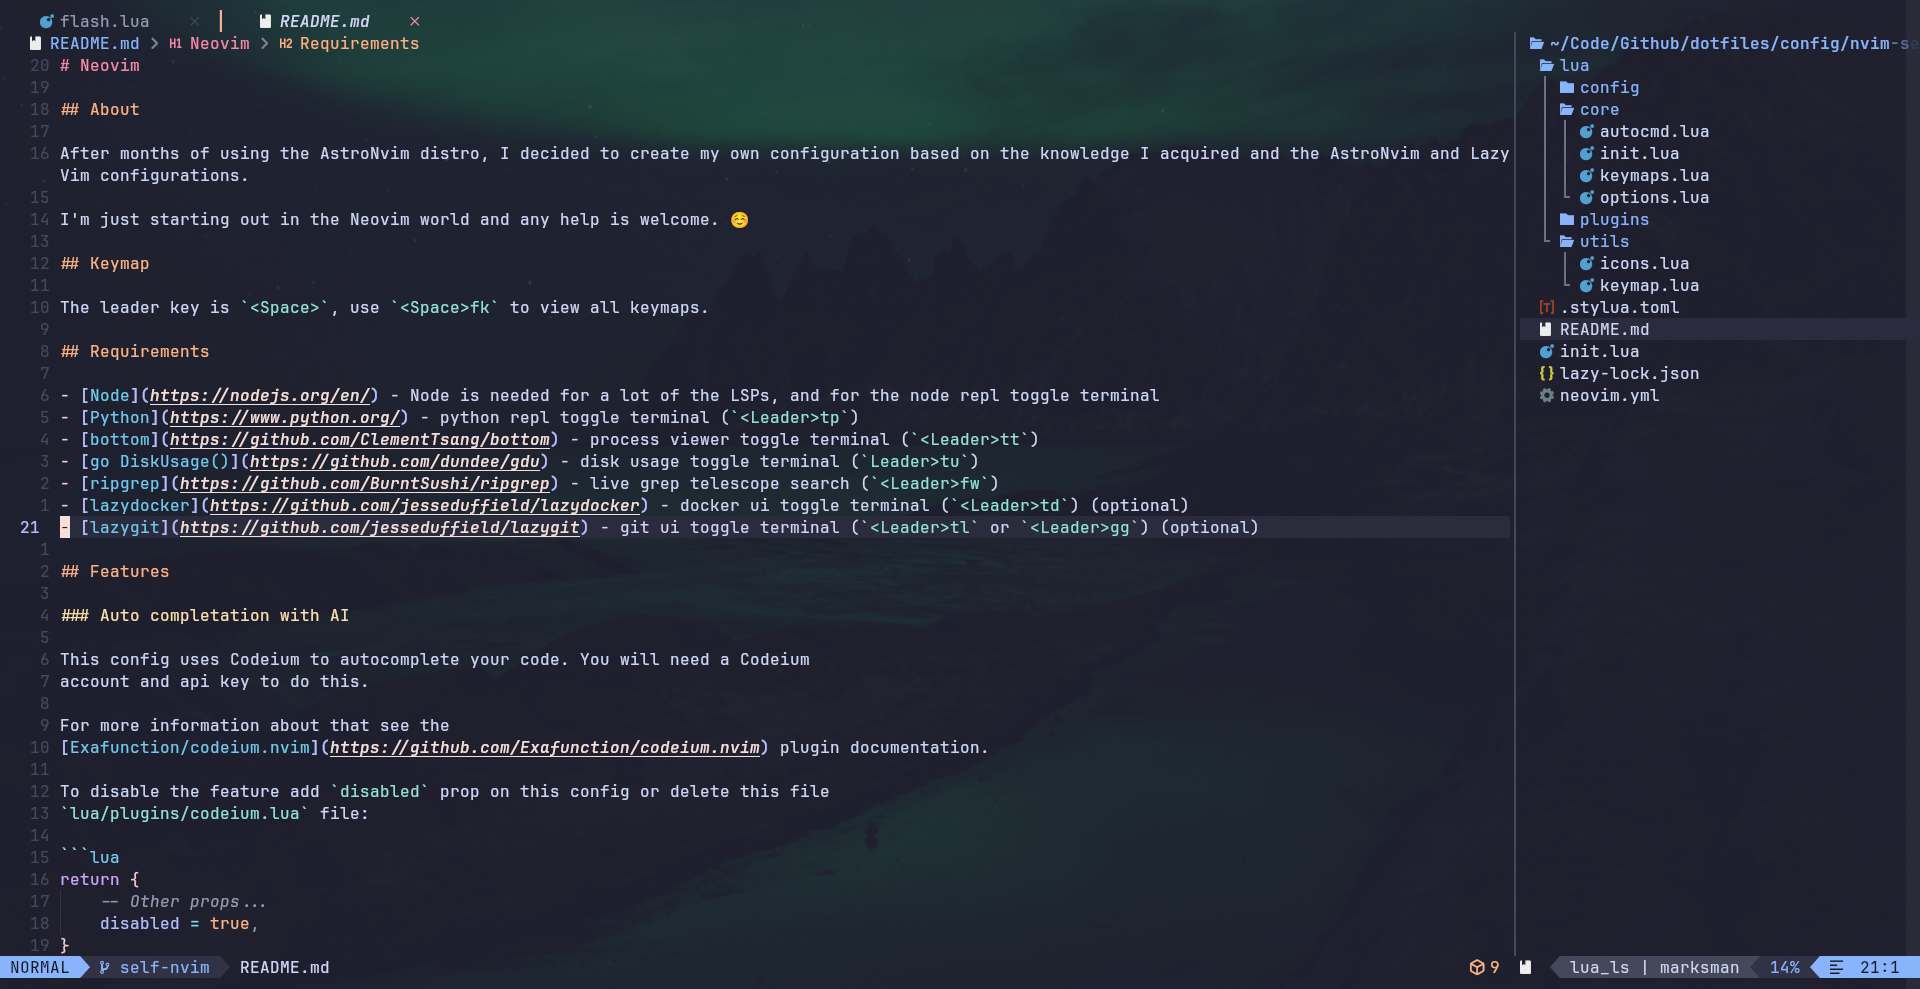 flash.lua × README.md ×
README.md > H1 Neovim > H2 Requirements
20 # Neovim
19
18 ## About
17
16 After months of using the AstroNvim distro, I decided to create my own configuration based on the knowledge I acquired and the AstroNvim and Lazy
. Vim configurations.
15
14 I'm just starting out in the Neovim world and any help is welcome. ☺️
13
12 ## Keymap
11
10 The leader key is `<Space>`, use `<Space>fk` to view all keymaps.
9
8 ## Requirements
7
6 - [Node](https://nodejs.org/en/) - Node is needed for a lot of the LSPs, and for the node repl toggle terminal
5 - [Python](https://www.python.org/) - python repl toggle terminal (`<Leader>tp`)
4 - [bottom](https://github.com/ClementTsang/bottom) - process viewer toggle terminal (`<Leader>tt`)
3 - [go DiskUsage()](https://github.com/dundee/gdu) - disk usage toggle terminal (`Leader>tu`)
2 - [ripgrep](https://github.com/BurntSushi/ripgrep) - live grep telescope search (`<Leader>fw`)
1 - [lazydocker](https://github.com/jesseduffield/lazydocker) - docker ui toggle terminal (`<Leader>td`) (optional)
21 - [lazygit](https://github.com/jesseduffield/lazygit) - git ui toggle terminal (`<Leader>tl` or `<Leader>gg`) (optional)
1
2 ## Features
3
4 ### Auto completation with AI
5
6 This config uses Codeium to autocomplete your code. You will need a Codeium
7 account and api key to do this.
8
9 For more information about that see the
10 [Exafunction/codeium.nvim](https://github.com/Exafunction/codeium.nvim) plugin documentation.
11
12 To disable the feature add `disabled` prop on this config or delete this file
13 `lua/plugins/codeium.lua` file:
14
15 ```lua
16 return {
17 -- Other props...
18 disabled = true,
19 }
~/Code/Github/dotfiles/config/nvim-se
lua
config
core
autocmd.lua
init.lua
keymaps.lua
options.lua
plugins
utils
icons.lua
keymap.lua
[T] .stylua.toml
README.md
init.lua
{} lazy-lock.json
neovim.yml
NORMAL self-nvim README.md 9 lua_ls | marksman 14% 21:1